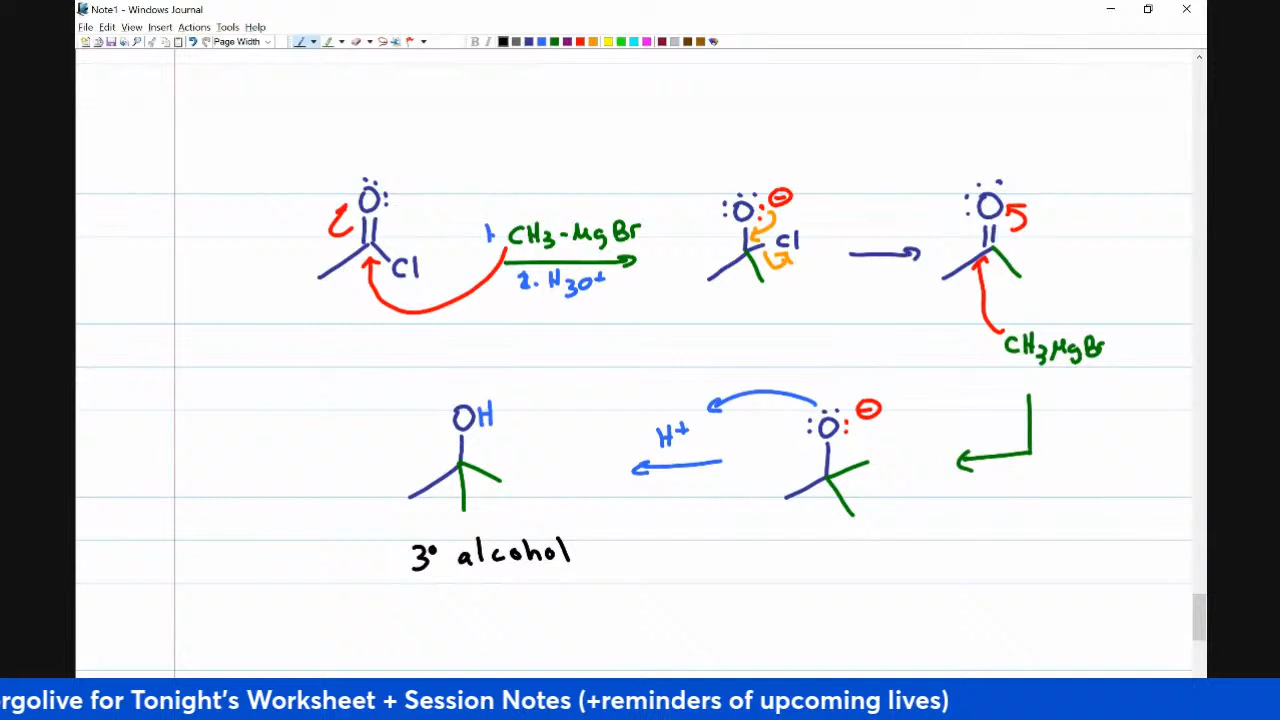 Note1 - Windows Journal
File Edit View Insert Actions Tools Help
Page Width
B I
O
Cl
1. CH3-MgBr
2. H3O+
O
Cl
O
CH3MgBr
OH
H+
O
3° alcohol
rgolive for Tonight's Worksheet + Session Notes (+reminders of upcoming lives)